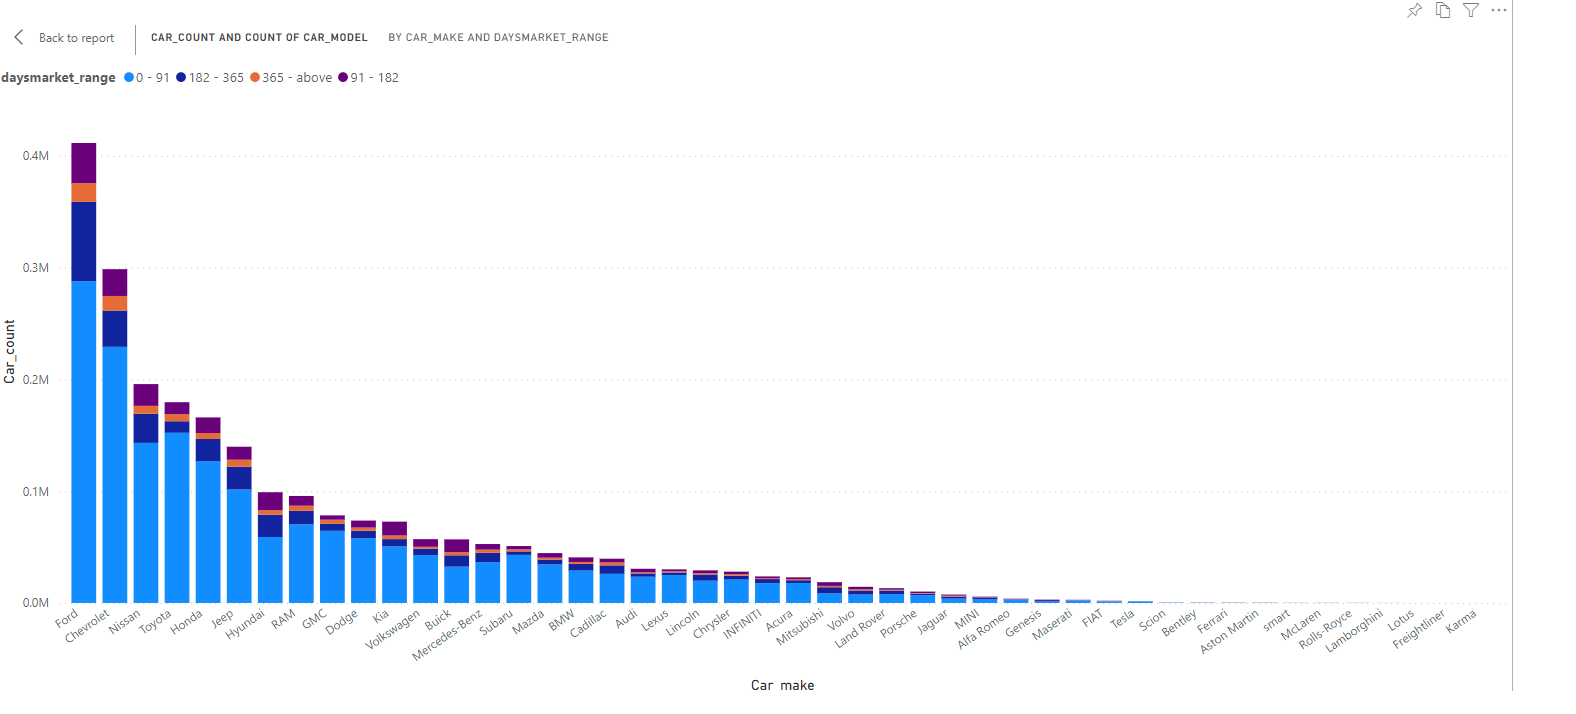 Back to report
CAR_COUNT AND COUNT OF CAR_MODEL BY CAR_MAKE AND DAYSMARKET_RANGE
daysmarket_range 0 - 91 182 - 365 365 - above 91 - 182
0.4M
0.3M
0.2M
0.1M
0.0M
Car_count
Ford
Chevrolet
Nissan
Toyota
Honda
Jeep
Hyundai
RAM
GMC
Dodge
Kia
Volkswagen
Buick
Mercedes-Benz
Subaru
Mazda
BMW
Cadillac
Audi
Lexus
Lincoln
Chrysler
INFINITI
Acura
Mitsubishi
Volvo
Land Rover
Porsche
Jaguar
MINI
Alfa Romeo
Genesis
Maserati
FIAT
Tesla
Scion
Bentley
Ferrari
Aston Martin
smart
McLaren
Rolls-Royce
Lamborghini
Lotus
Freightliner
Karma
Car make